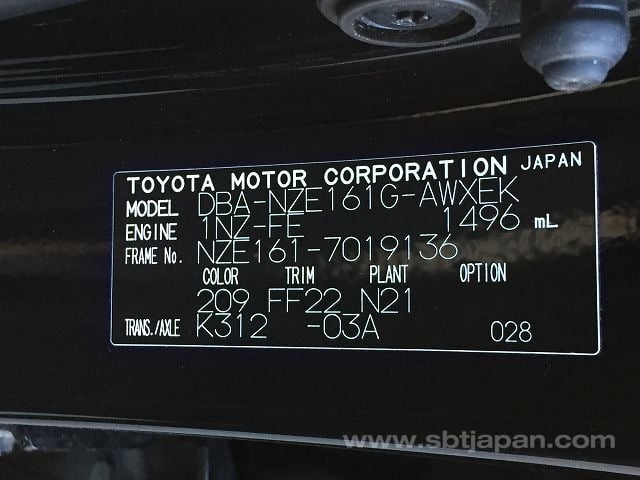 TOYOTA MOTOR CORPORATION JAPAN
MODEL DBA-NZE161G-AWXEK
ENGINE 1NZ-FE 1496 mL
FRAME No. NZE161-7019136
COLOR TRIM PLANT OPTION
209 FF22 N21
TRANS./AXLE K312 -03A 028
www.sbtjapan.com